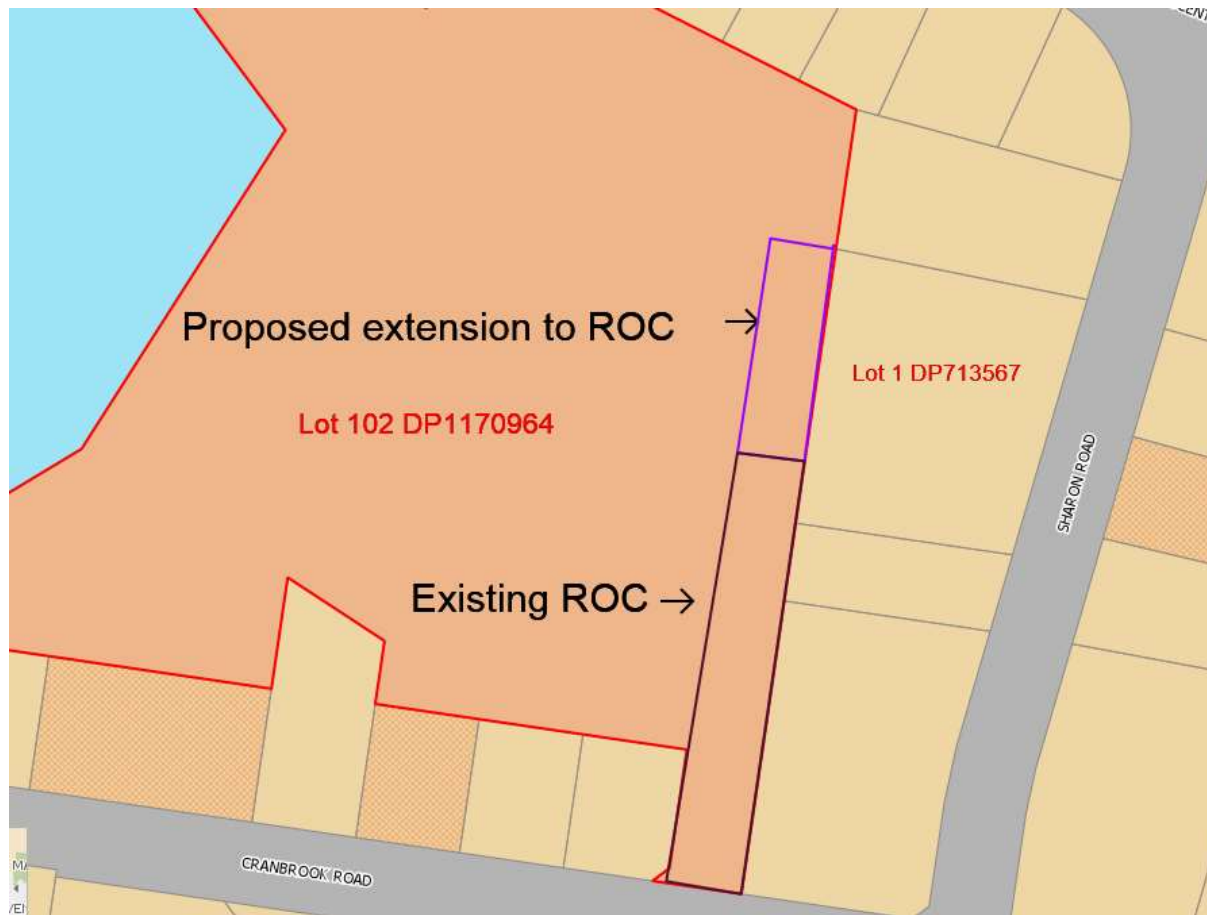 Proposed extension to ROC →
Lot 1 DP713567
Lot 102 DP1170964
SHARON ROAD
Existing ROC →
CRANBROOK ROAD